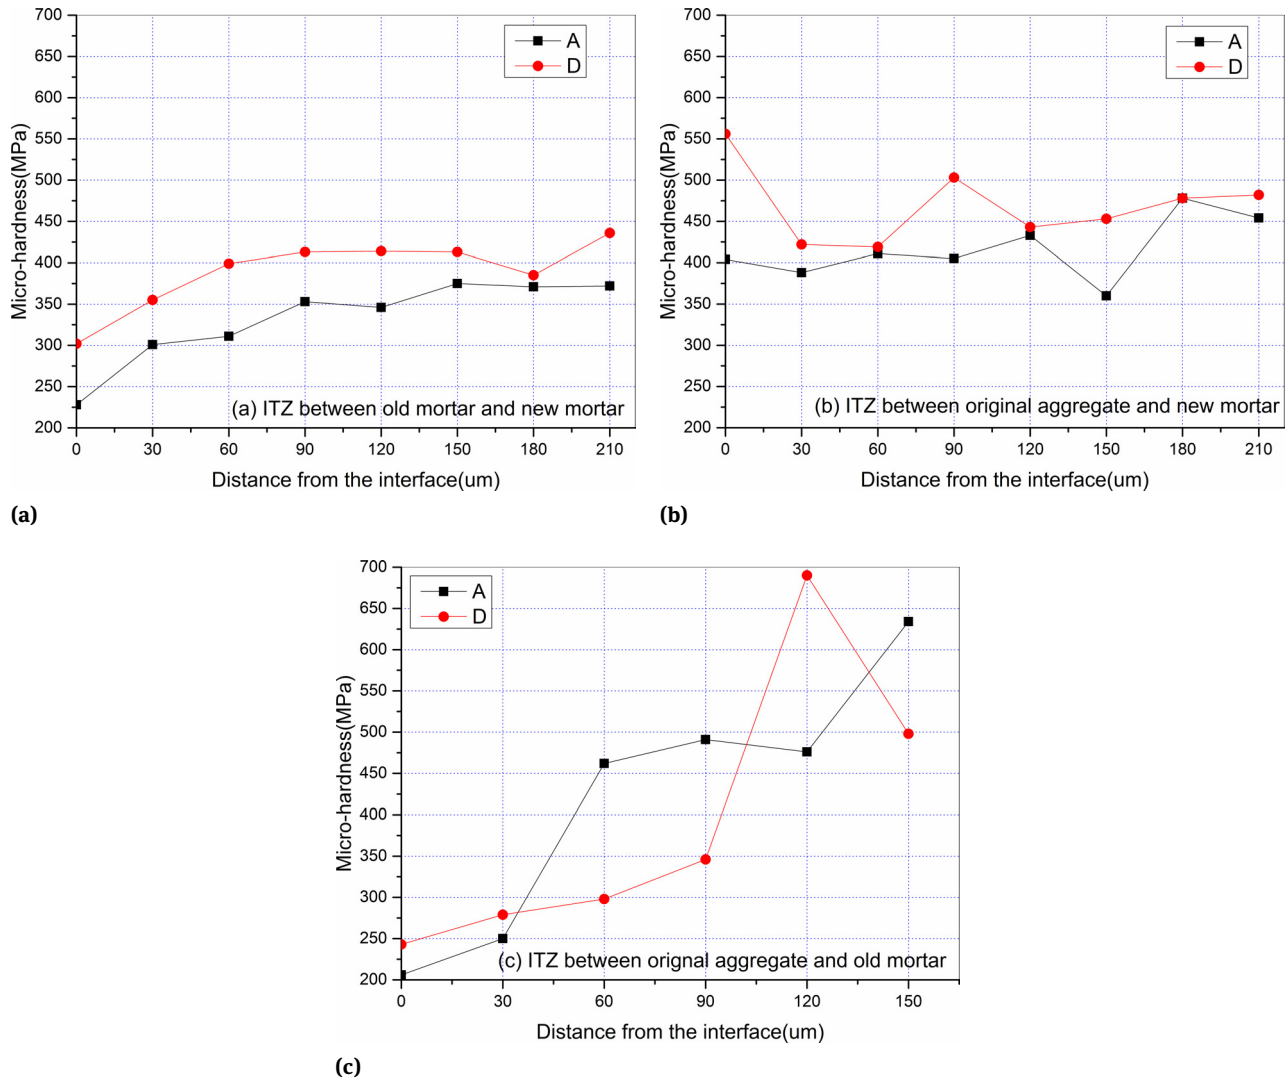 700
650
600
550
500
450
400
350
300
250
200
Micro-hardness(MPa)
A
D
(a) ITZ between old mortar and new mortar
0 30 60 90 120 150 180 210
Distance from the interface(um)
(a)
700
650
600
550
500
450
400
350
300
250
200
Micro-hardness(MPa)
A
D
(b) ITZ between original aggregate and new mortar
0 30 60 90 120 150 180 210
Distance from the interface(um)
(b)
700
650
600
550
500
450
400
350
300
250
200
Micro-hardness(MPa)
A
D
(c) ITZ between orignal aggregate and old mortar
0 30 60 90 120 150
Distance from the interface(um)
(c)